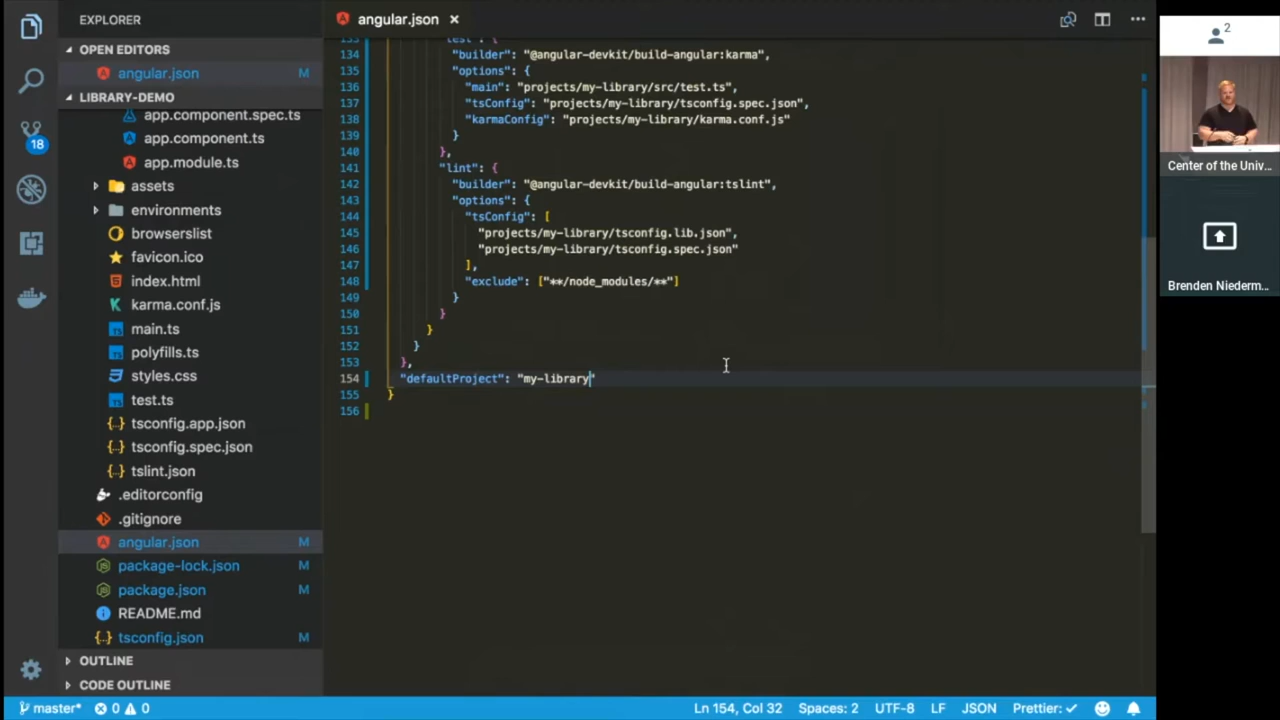 EXPLORER
OPEN EDITORS
angular.json M
LIBRARY-DEMO
app.component.spec.ts
app.component.ts
app.module.ts
assets
environments
browserslist
favicon.ico
index.html
karma.conf.js
main.ts
polyfills.ts
styles.css
test.ts
tsconfig.app.json
tsconfig.spec.json
tslint.json
.editorconfig
.gitignore
angular.json M
package-lock.json M
package.json M
README.md
tsconfig.json M
OUTLINE
CODE OUTLINE
18
angular.json ×
133 "test": {
134 "builder": "@angular-devkit/build-angular:karma",
135 "options": {
136 "main": "projects/my-library/src/test.ts",
137 "tsConfig": "projects/my-library/tsconfig.spec.json",
138 "karmaConfig": "projects/my-library/karma.conf.js"
139 }
140 },
141 "lint": {
142 "builder": "@angular-devkit/build-angular:tslint",
143 "options": {
144 "tsConfig": [
145 "projects/my-library/tsconfig.lib.json",
146 "projects/my-library/tsconfig.spec.json"
147 ],
148 "exclude": ["**/node_modules/**"]
149 }
150 }
151 }
152 }
153 },
154 "defaultProject": "my-library"
155 }
156
2
Center of the Univ...
Brenden Niederm...
master* 0 0
Ln 154, Col 32 Spaces: 2 UTF-8 LF JSON Prettier: ✓